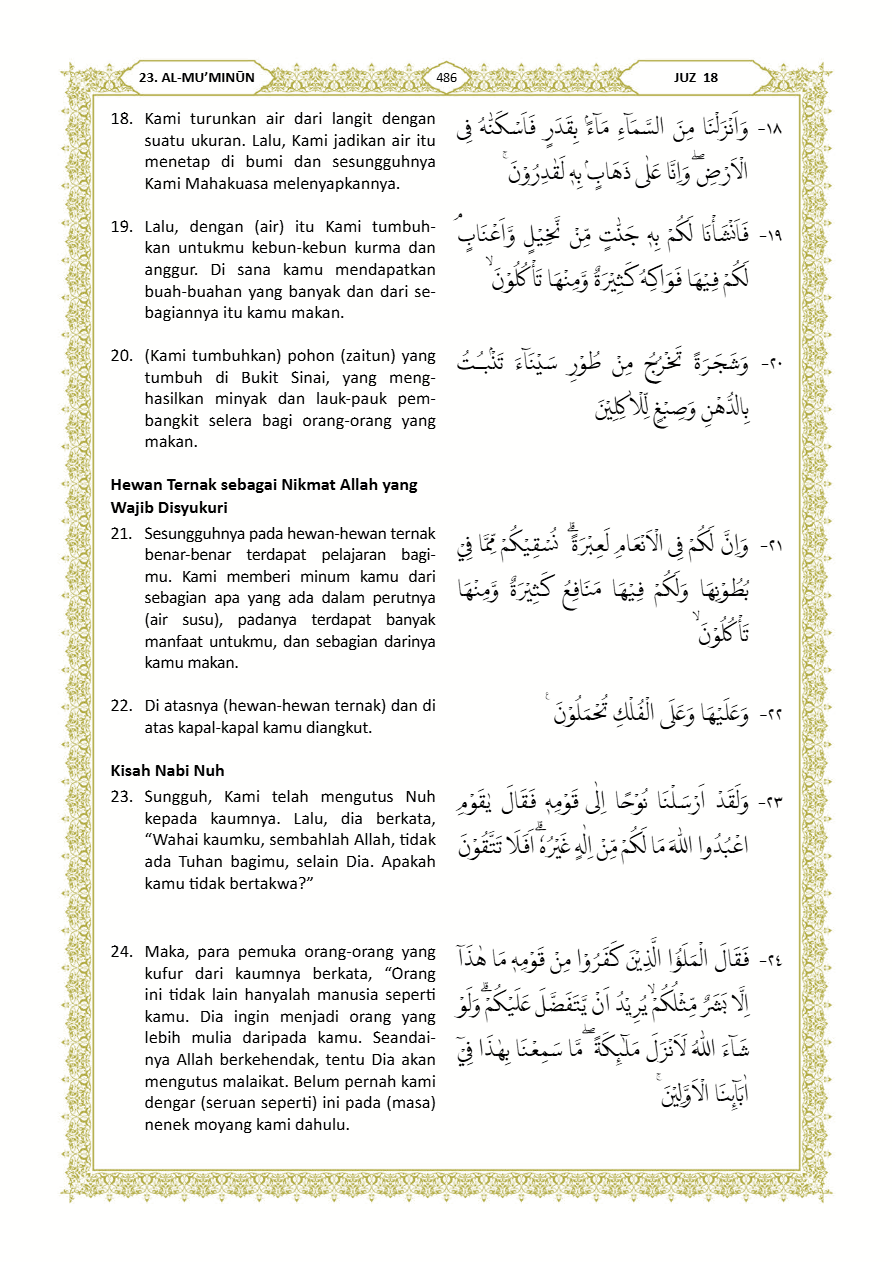 23. AL-MU’MINŪN
486
JUZ 18
18. Kami turunkan air dari langit dengan
suatu ukuran. Lalu, Kami jadikan air itu
menetap di bumi dan sesungguhnya
Kami Mahakuasa melenyapkannya.
١٨- وَاَنْزَلْنَا مِنَ السَّمَاۤءِ مَاۤءًۢ بِقَدَرٍ فَاَسْكَنّٰهُ فِى
الْاَرْضِۖ وَاِنَّا عَلٰى ذَهَابٍۢ بِهٖ لَقٰدِرُوْنَ ۚ
19. Lalu, dengan (air) itu Kami tumbuh-
kan untukmu kebun-kebun kurma dan
anggur. Di sana kamu mendapatkan
buah-buahan yang banyak dan dari se-
bagiannya itu kamu makan.
١٩- فَاَنْشَأْنَا لَكُمْ بِهٖ جَنّٰتٍ مِّنْ نَّخِيْلٍ وَّاَعْنَابٍۘ
لَكُمْ فِيْهَا فَوَاكِهُ كَثِيْرَةٌ وَّمِنْهَا تَأْكُلُوْنَ ۙ
20. (Kami tumbuhkan) pohon (zaitun) yang
tumbuh di Bukit Sinai, yang meng-
hasilkan minyak dan lauk-pauk pem-
bangkit selera bagi orang-orang yang
makan.
٢٠- وَشَجَرَةً تَخْرُجُ مِنْ طُوْرِ سَيْنَاۤءَ تَنْۢبُتُ
بِالدُّهْنِ وَصِبْغٍ لِّلْاٰكِلِيْنَ
Hewan Ternak sebagai Nikmat Allah yang
Wajib Disyukuri
21. Sesungguhnya pada hewan-hewan ternak
benar-benar terdapat pelajaran bagi-
mu. Kami memberi minum kamu dari
sebagian apa yang ada dalam perutnya
(air susu), padanya terdapat banyak
manfaat untukmu, dan sebagian darinya
kamu makan.
٢١- وَاِنَّ لَكُمْ فِى الْاَنْعَامِ لَعِبْرَةًۗ نُسْقِيْكُمْ مِّمَّا فِيْ
بُطُوْنِهَا وَلَكُمْ فِيْهَا مَنَافِعُ كَثِيْرَةٌ وَّمِنْهَا
تَأْكُلُوْنَ ۙ
22. Di atasnya (hewan-hewan ternak) dan di
atas kapal-kapal kamu diangkut.
٢٢- وَعَلَيْهَا وَعَلَى الْفُلْكِ تُحْمَلُوْنَ ࣖ
Kisah Nabi Nuh
23. Sungguh, Kami telah mengutus Nuh
kepada kaumnya. Lalu, dia berkata,
“Wahai kaumku, sembahlah Allah, tidak
ada Tuhan bagimu, selain Dia. Apakah
kamu tidak bertakwa?”
٢٣- وَلَقَدْ اَرْسَلْنَا نُوْحًا اِلٰى قَوْمِهٖ فَقَالَ يٰقَوْمِ
اعْبُدُوا اللّٰهَ مَا لَكُمْ مِّنْ اِلٰهٍ غَيْرُهٗۗ اَفَلَا تَتَّقُوْنَ
24. Maka, para pemuka orang-orang yang
kufur dari kaumnya berkata, “Orang
ini tidak lain hanyalah manusia seperti
kamu. Dia ingin menjadi orang yang
lebih mulia daripada kamu. Seandai-
nya Allah berkehendak, tentu Dia akan
mengutus malaikat. Belum pernah kami
dengar (seruan seperti) ini pada (masa)
nenek moyang kami dahulu.
٢٤- فَقَالَ الْمَلَؤُا الَّذِيْنَ كَفَرُوْا مِنْ قَوْمِهٖ مَا هٰذَآ
اِلَّا بَشَرٌ مِّثْلُكُمْۙ يُرِيْدُ اَنْ يَّتَفَضَّلَ عَلَيْكُمْۗ وَلَوْ
شَاۤءَ اللّٰهُ لَاَنْزَلَ مَلٰۤىِٕكَةًۖ مَّا سَمِعْنَا بِهٰذَا فِيْٓ
اٰبَاۤىِٕنَا الْاَوَّلِيْنَ ۚ